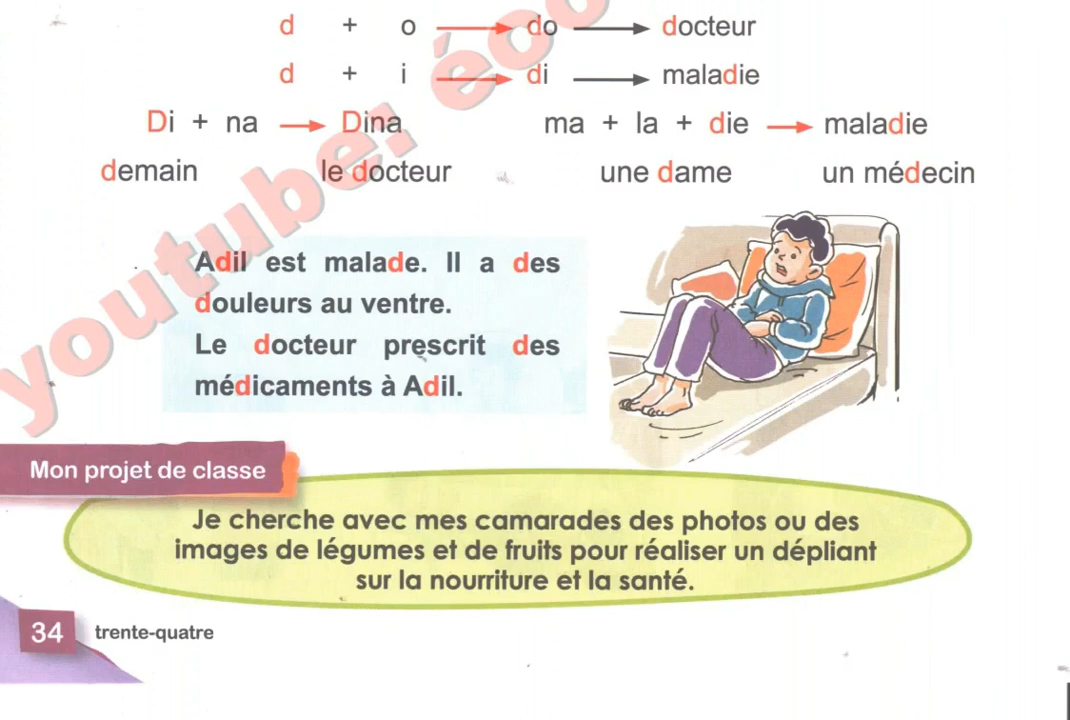 d + o → do → docteur
d + i → di → maladie
Di + na → Dina ma + la + die → maladie
demain le docteur une dame un médecin
Adil est malade. Il a des
douleurs au ventre.
Le docteur prescrit des
médicaments à Adil.
Mon projet de classe
Je cherche avec mes camarades des photos ou des
images de légumes et de fruits pour réaliser un dépliant
sur la nourriture et la santé.
34 trente-quatre
youtube: éco